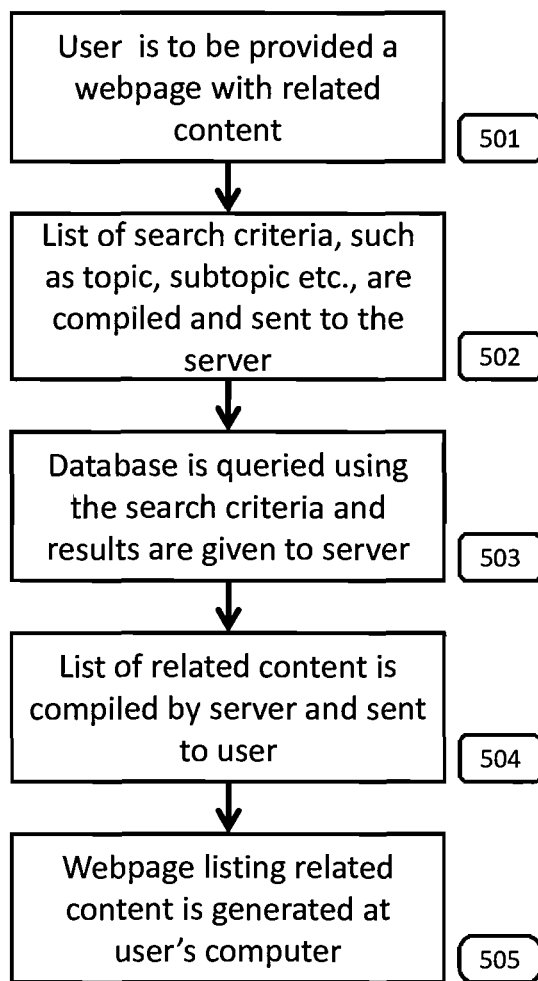 User is to be provided a
webpage with related
content
501
List of search criteria, such
as topic, subtopic etc., are
compiled and sent to the
server
502
Database is queried using
the search criteria and
results are given to server
503
List of related content is
compiled by server and sent
to user
504
Webpage listing related
content is generated at
user's computer
505